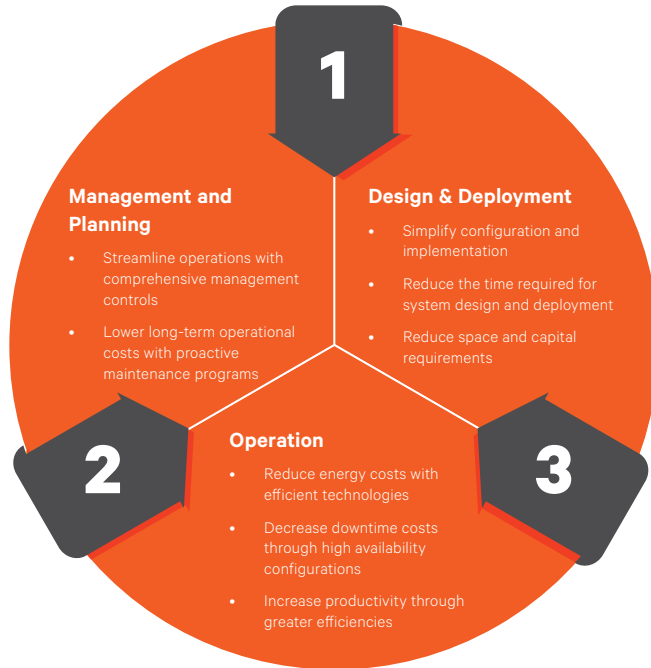 1
Management and
Planning
• Streamline operations with
comprehensive management
controls
• Lower long-term operational
costs with proactive
maintenance programs
Design & Deployment
• Simplify configuration and
implementation
• Reduce the time required for
system design and deployment
• Reduce space and capital
requirements
2
Operation
• Reduce energy costs with
efficient technologies
• Decrease downtime costs
through high availability
configurations
• Increase productivity through
greater efficiencies
3